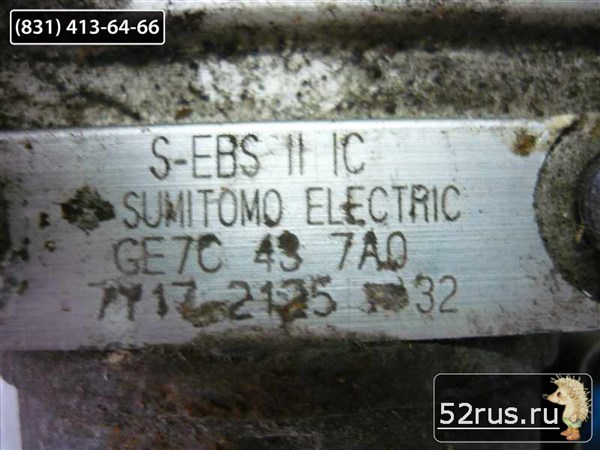 (831) 413-64-66
S-EBS II IC
SUMITOMO ELECTRIC
GE7C 43 7A0
52rus.ru